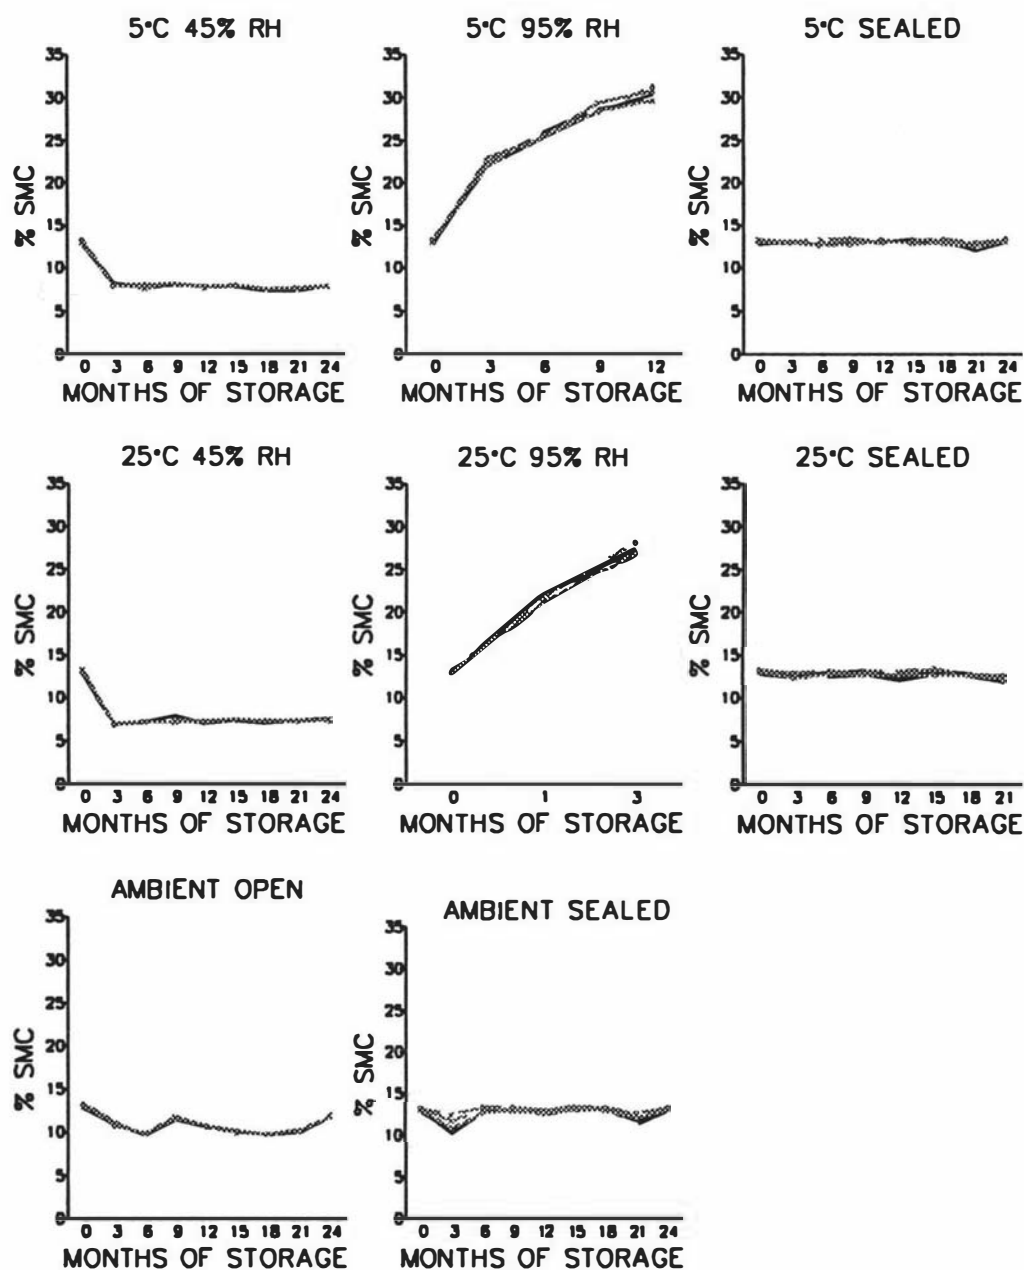 5•C 45% RH
35
30
25
20
15
10
5
0
% SMC
0 3 6 9 12 15 18 21 24
MONTHS OF STORAGE
5•C 95% RH
35
30
25
20
15
10
5
0
% SMC
0 3 6 9 12
MONTHS OF STORAGE
5•C SEALED
35
30
25
20
15
10
5
0
% SMC
0 3 6 9 12 15 18 21 24
MONTHS OF STORAGE
25•C 45% RH
35
30
25
20
15
10
5
0
% SMC
0 3 6 9 12 15 18 21 24
MONTHS OF STORAGE
25•C 95% RH
35
30
25
20
15
10
5
0
% SMC
0 1 3
MONTHS OF STORAGE
25•C SEALED
35
30
25
20
15
10
5
0
% SMC
0 3 6 9 12 15 18 21
MONTHS OF STORAGE
AMBIENT OPEN
35
30
25
20
15
10
5
0
% SMC
0 3 6 9 12 15 18 21 24
MONTHS OF STORAGE
AMBIENT SEALED
35
30
25
20
15
10
5
0
% SMC
0 3 6 9 12 15 18 21 24
MONTHS OF STORAGE